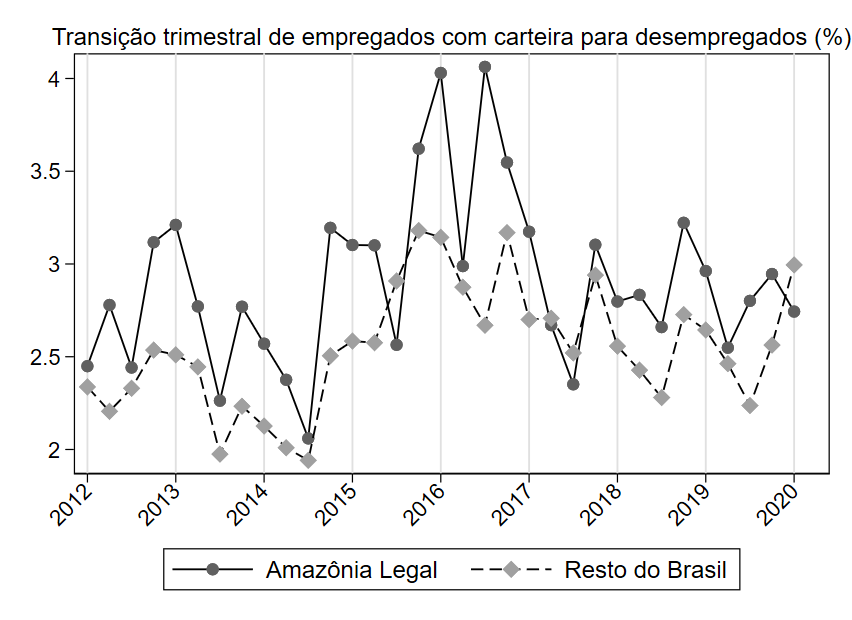 Transição trimestral de empregados com carteira para desempregados (%)
4
3.5
3
2.5
2
2012 2013 2014 2015 2016 2017 2018 2019 2020
Amazônia Legal Resto do Brasil